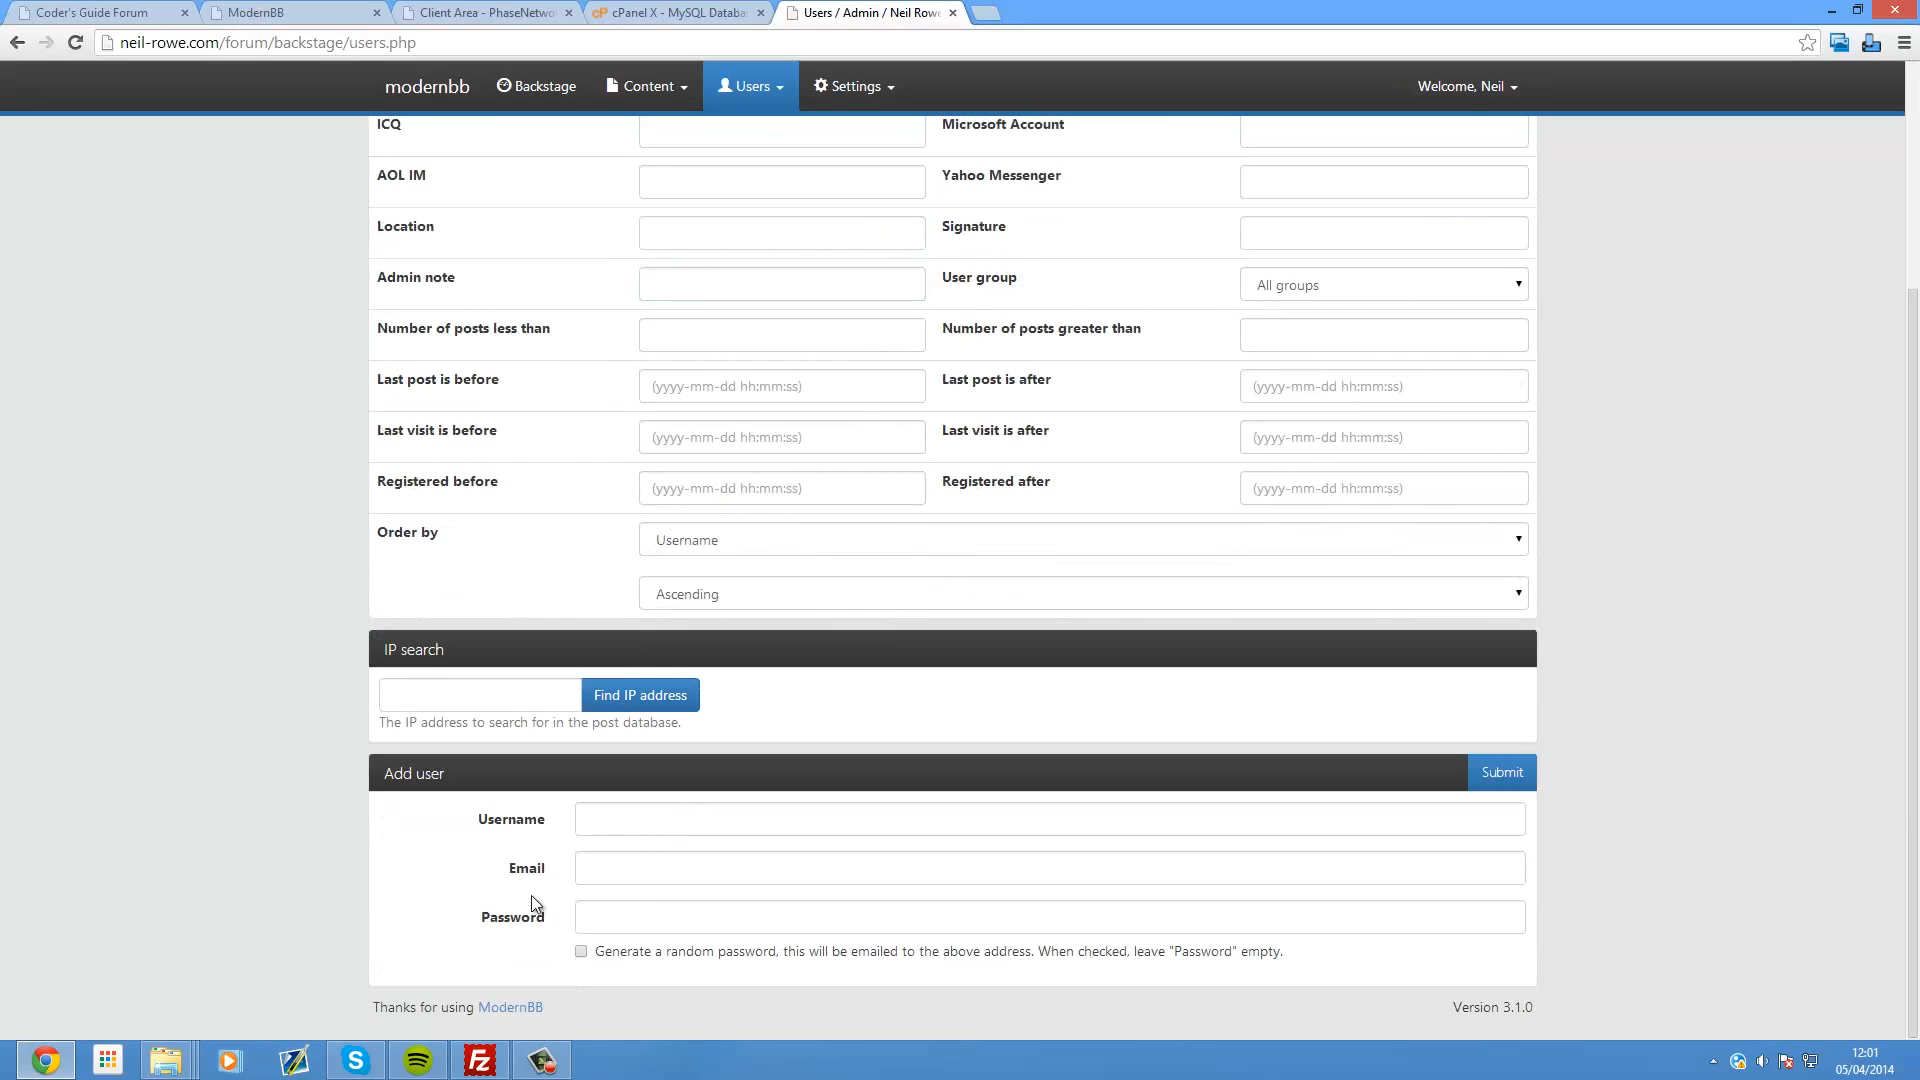 Coder's Guide Forum
ModernBB
Client Area - PhaseNetwo
cPanel X - MySQL Databa
Users / Admin / Neil Rowe
neil-rowe.com/forum/backstage/users.php
modernbb Backstage Content Users Settings Welcome, Neil
ICQ Microsoft Account
AOL IM Yahoo Messenger
Location Signature
Admin note User group All groups
Number of posts less than Number of posts greater than
Last post is before (yyyy-mm-dd hh:mm:ss) Last post is after (yyyy-mm-dd hh:mm:ss)
Last visit is before (yyyy-mm-dd hh:mm:ss) Last visit is after (yyyy-mm-dd hh:mm:ss)
Registered before (yyyy-mm-dd hh:mm:ss) Registered after (yyyy-mm-dd hh:mm:ss)
Order by Username
Ascending
IP search
Find IP address
The IP address to search for in the post database.
Add user Submit
Username
Email
Password
Generate a random password, this will be emailed to the above address. When checked, leave "Password" empty.
Thanks for using ModernBB Version 3.1.0
12:01
05/04/2014